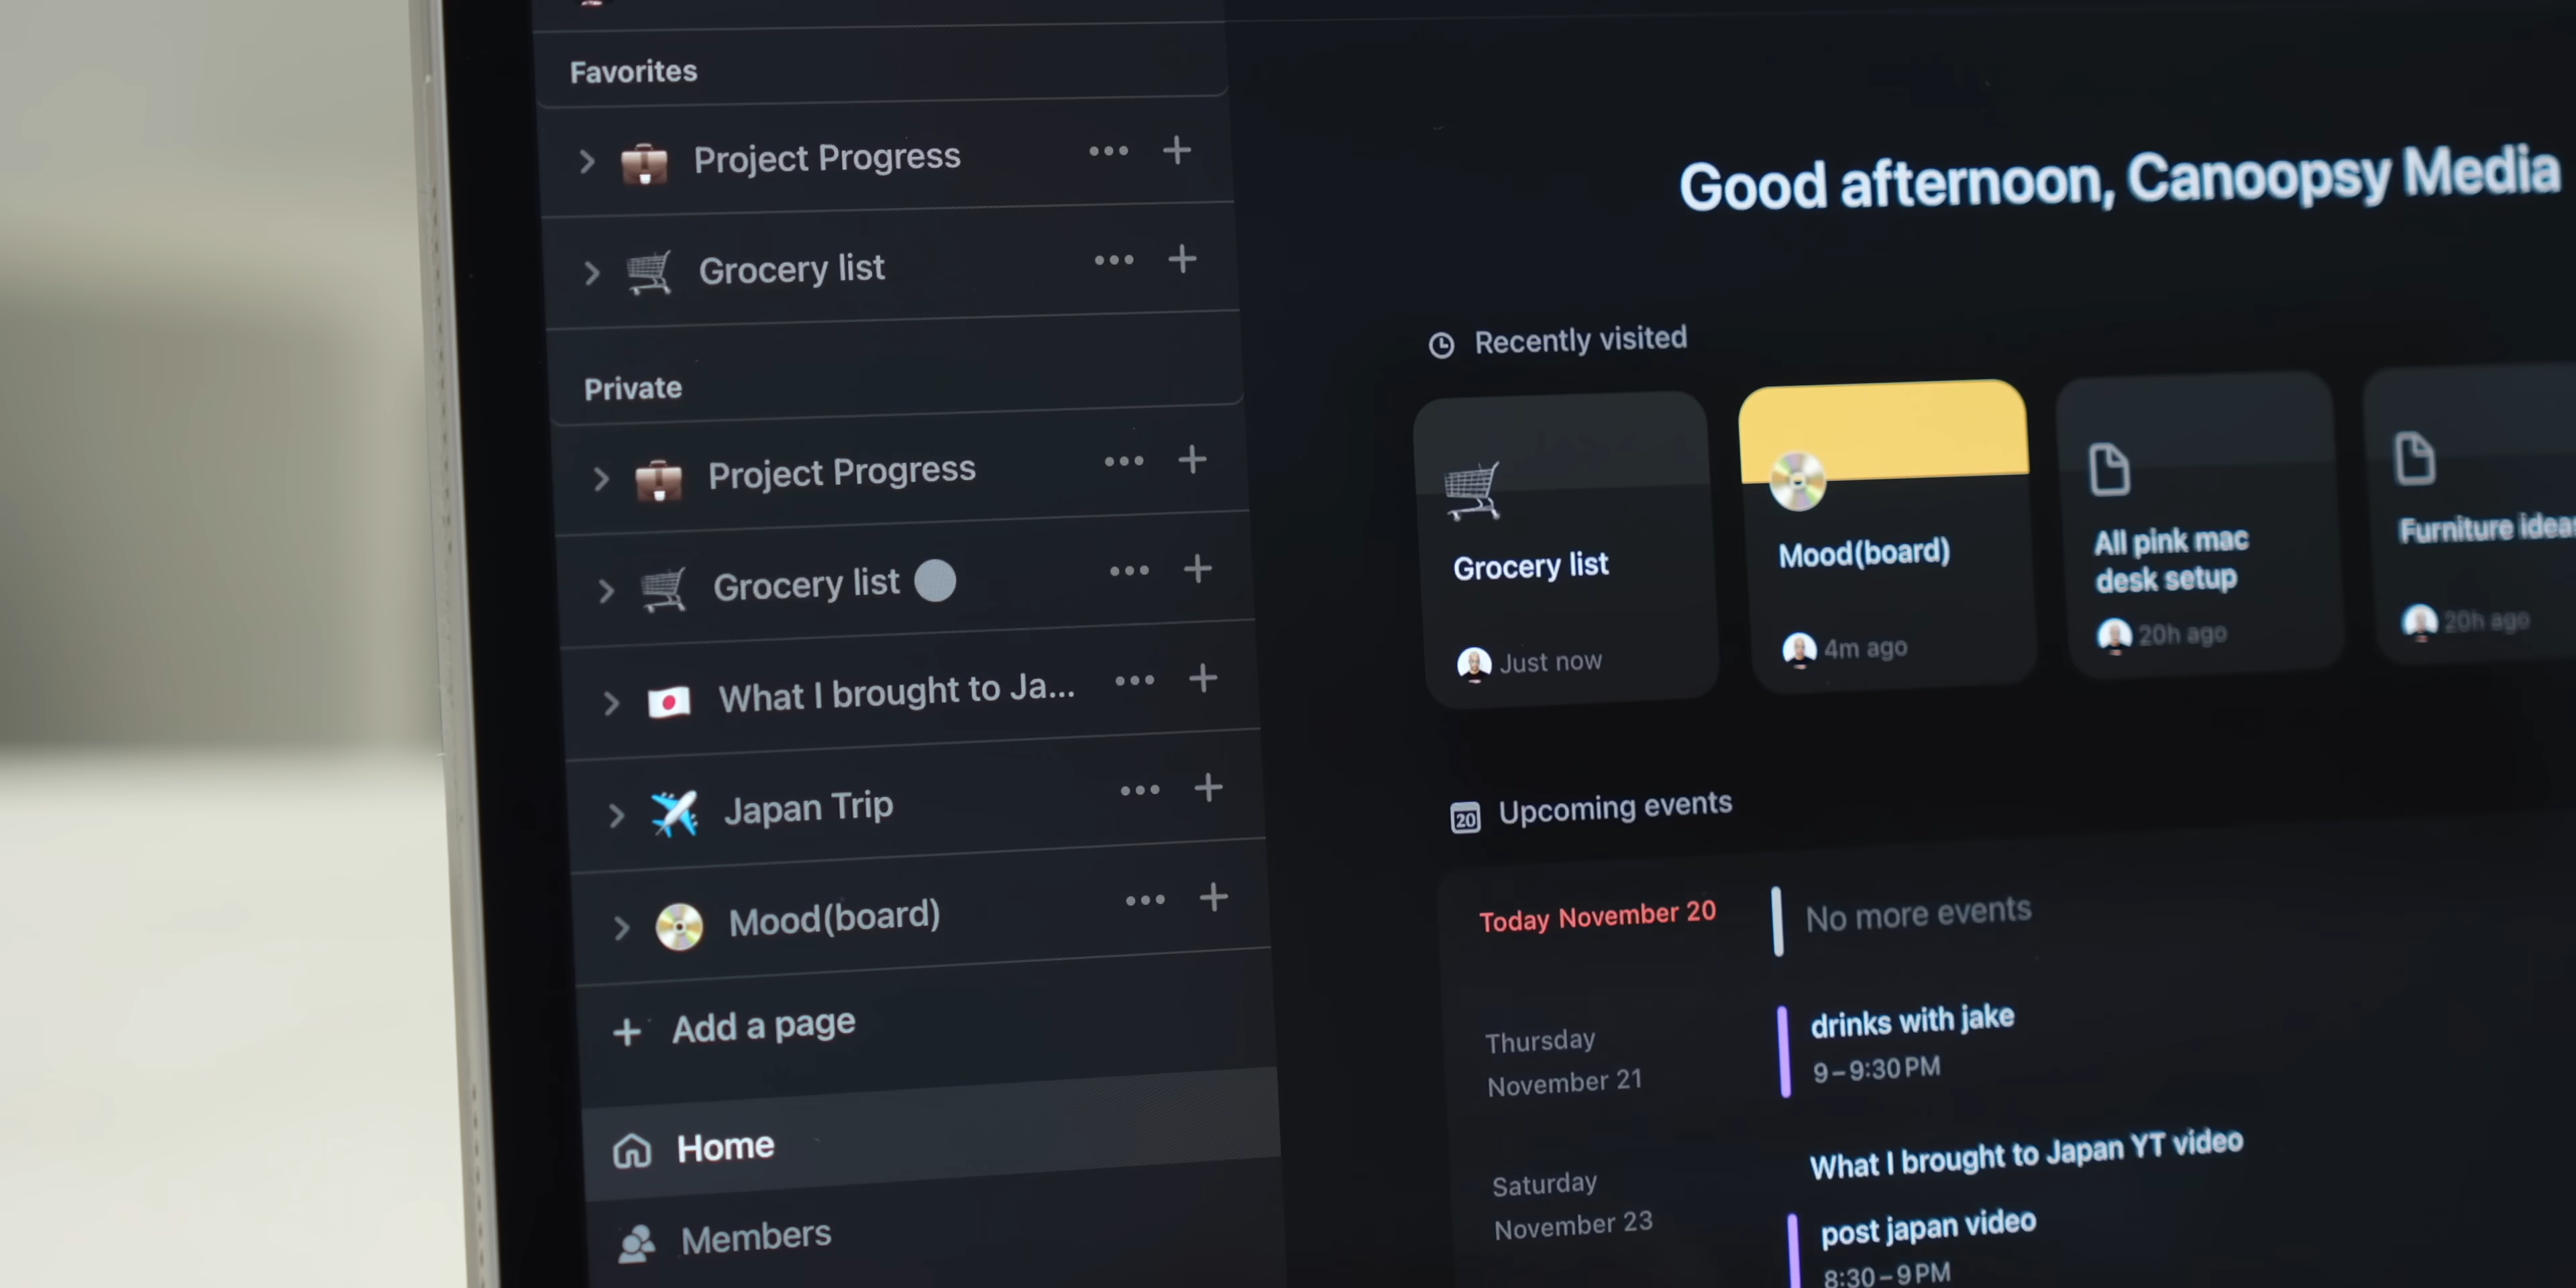 Favorites
Project Progress
Grocery list
Private
Project Progress
Grocery list
What I brought to Ja...
Japan Trip
Mood(board)
Add a page
Home
Members
Good afternoon, Canoopsy Media
Recently visited
Grocery list
Just now
Mood(board)
4m ago
All pink mac
desk setup
20h ago
Furniture ideas
20h ago
20
Upcoming events
Today November 20
No more events
Thursday
November 21
drinks with jake
9–9:30 PM
Saturday
November 23
What I brought to Japan YT video
post japan video
8:30–9 PM